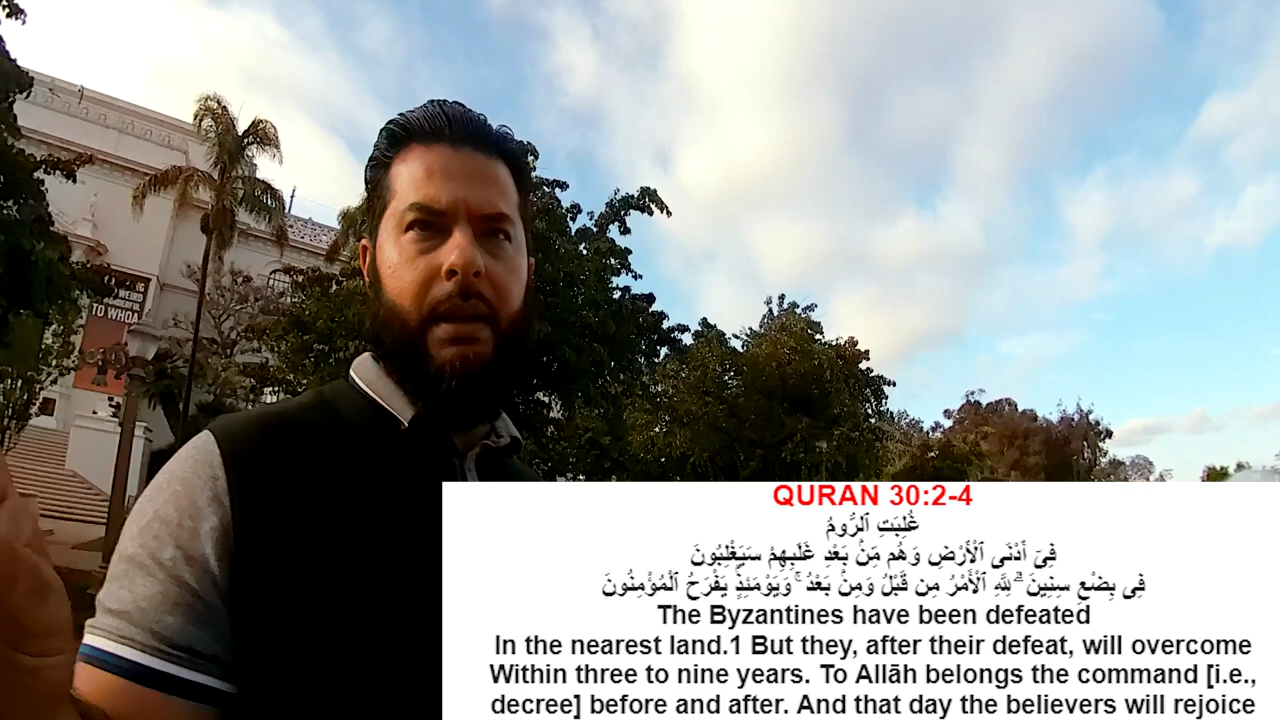 WEIRD
TO WHOA
QURAN 30:2-4
غُلِبَتِ ٱلرُّومُ
فِىٓ أَدْنَى ٱلْأَرْضِ وَهُم مِّنۢ بَعْدِ غَلَبِهِمْ سَيَغْلِبُونَ
فِى بِضْعِ سِنِينَ ۗ لِلَّهِ ٱلْأَمْرُ مِن قَبْلُ وَمِنۢ بَعْدُ ۚ وَيَوْمَئِذٍ يَفْرَحُ ٱلْمُؤْمِنُونَ
The Byzantines have been defeated
In the nearest land.1 But they, after their defeat, will overcome
Within three to nine years. To Allāh belongs the command [i.e.,
decree] before and after. And that day the believers will rejoice